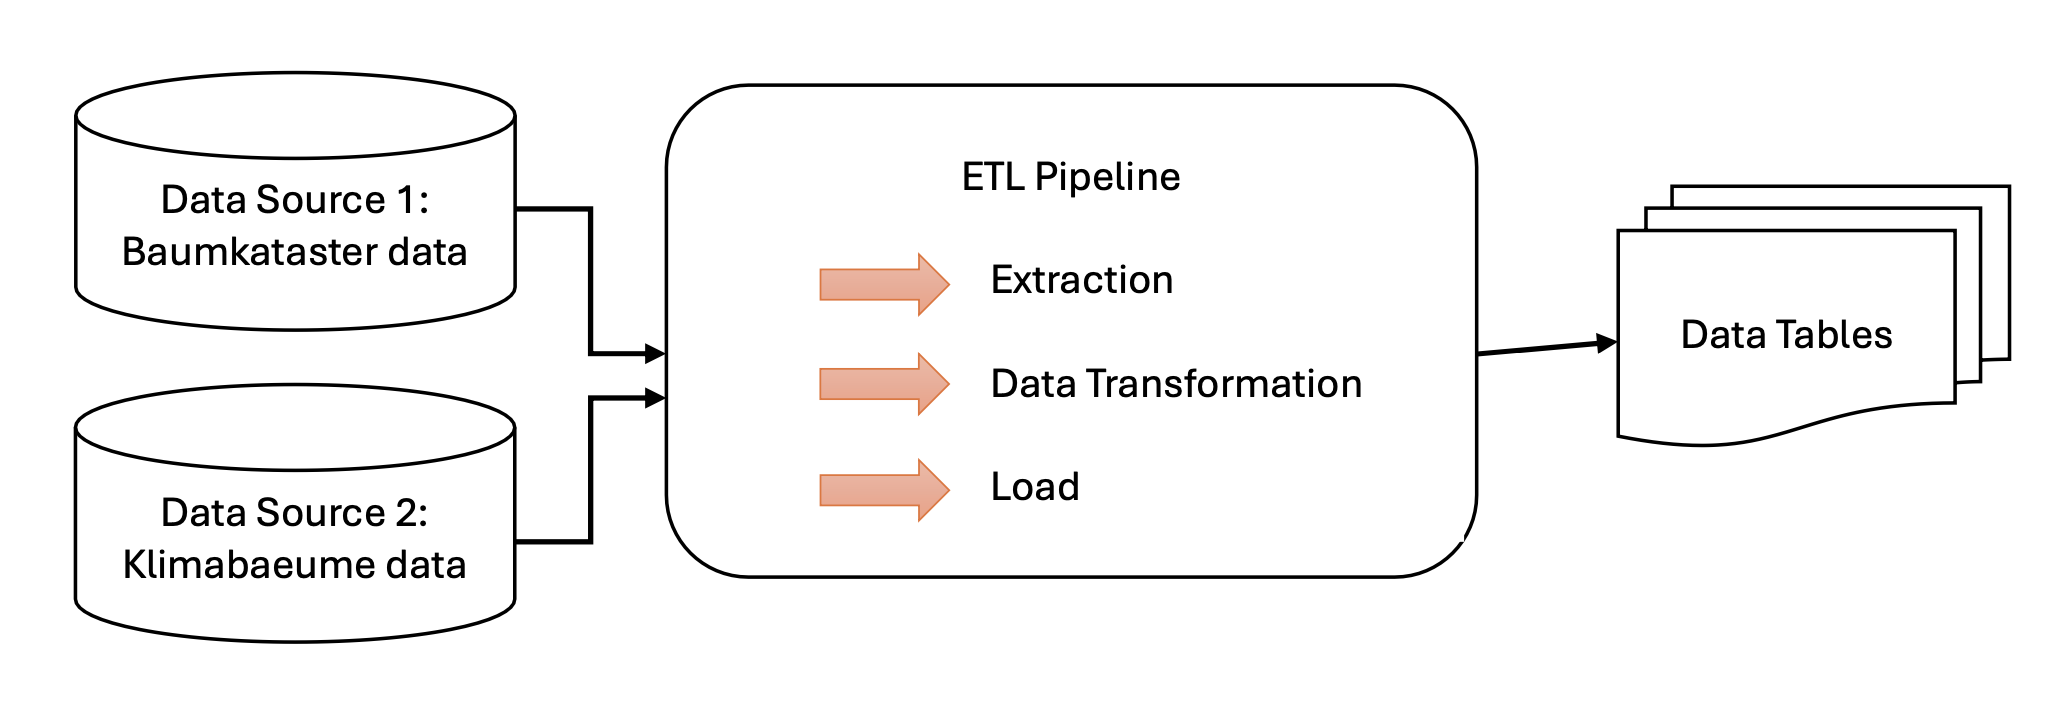 Data Source 1:
Baumkataster data
Data Source 2:
Klimabaeume data
ETL Pipeline
Extraction
Data Transformation
Load
Data Tables